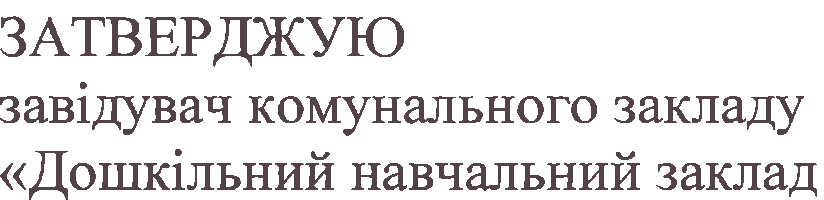 ЗАТВЕРДЖУЮ
завідувач комунального закладу
«Дошкільний навчальний заклад